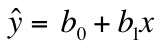 ŷ = b₀ + b₁x